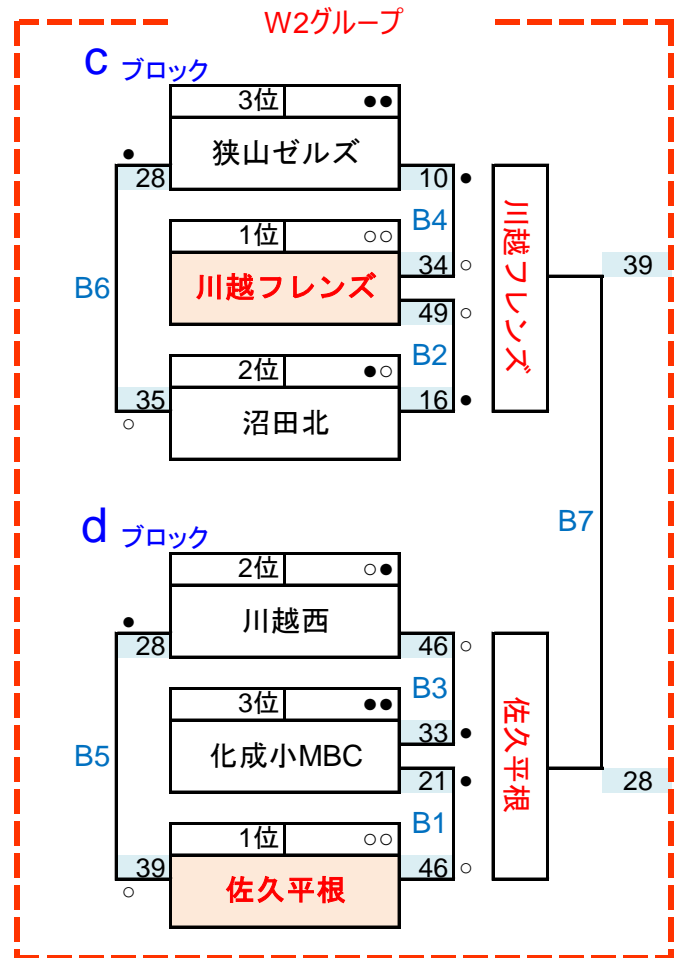 W2グループ
c ブロック
3位 ●●
狭山ゼルズ
● 28
10 ●
B4
1位 ○○
川越フレンズ
34 ○
49 ○
B6
B2
2位 ●○
沼田北
35 ○
16 ●
川越フレンズ
39
B7
d ブロック
2位 ○●
川越西
● 28
46 ○
B3
3位 ●●
化成小MBC
33 ●
21 ●
B5
B1
1位 ○○
佐久平根
39 ○
46 ○
佐久平根
28